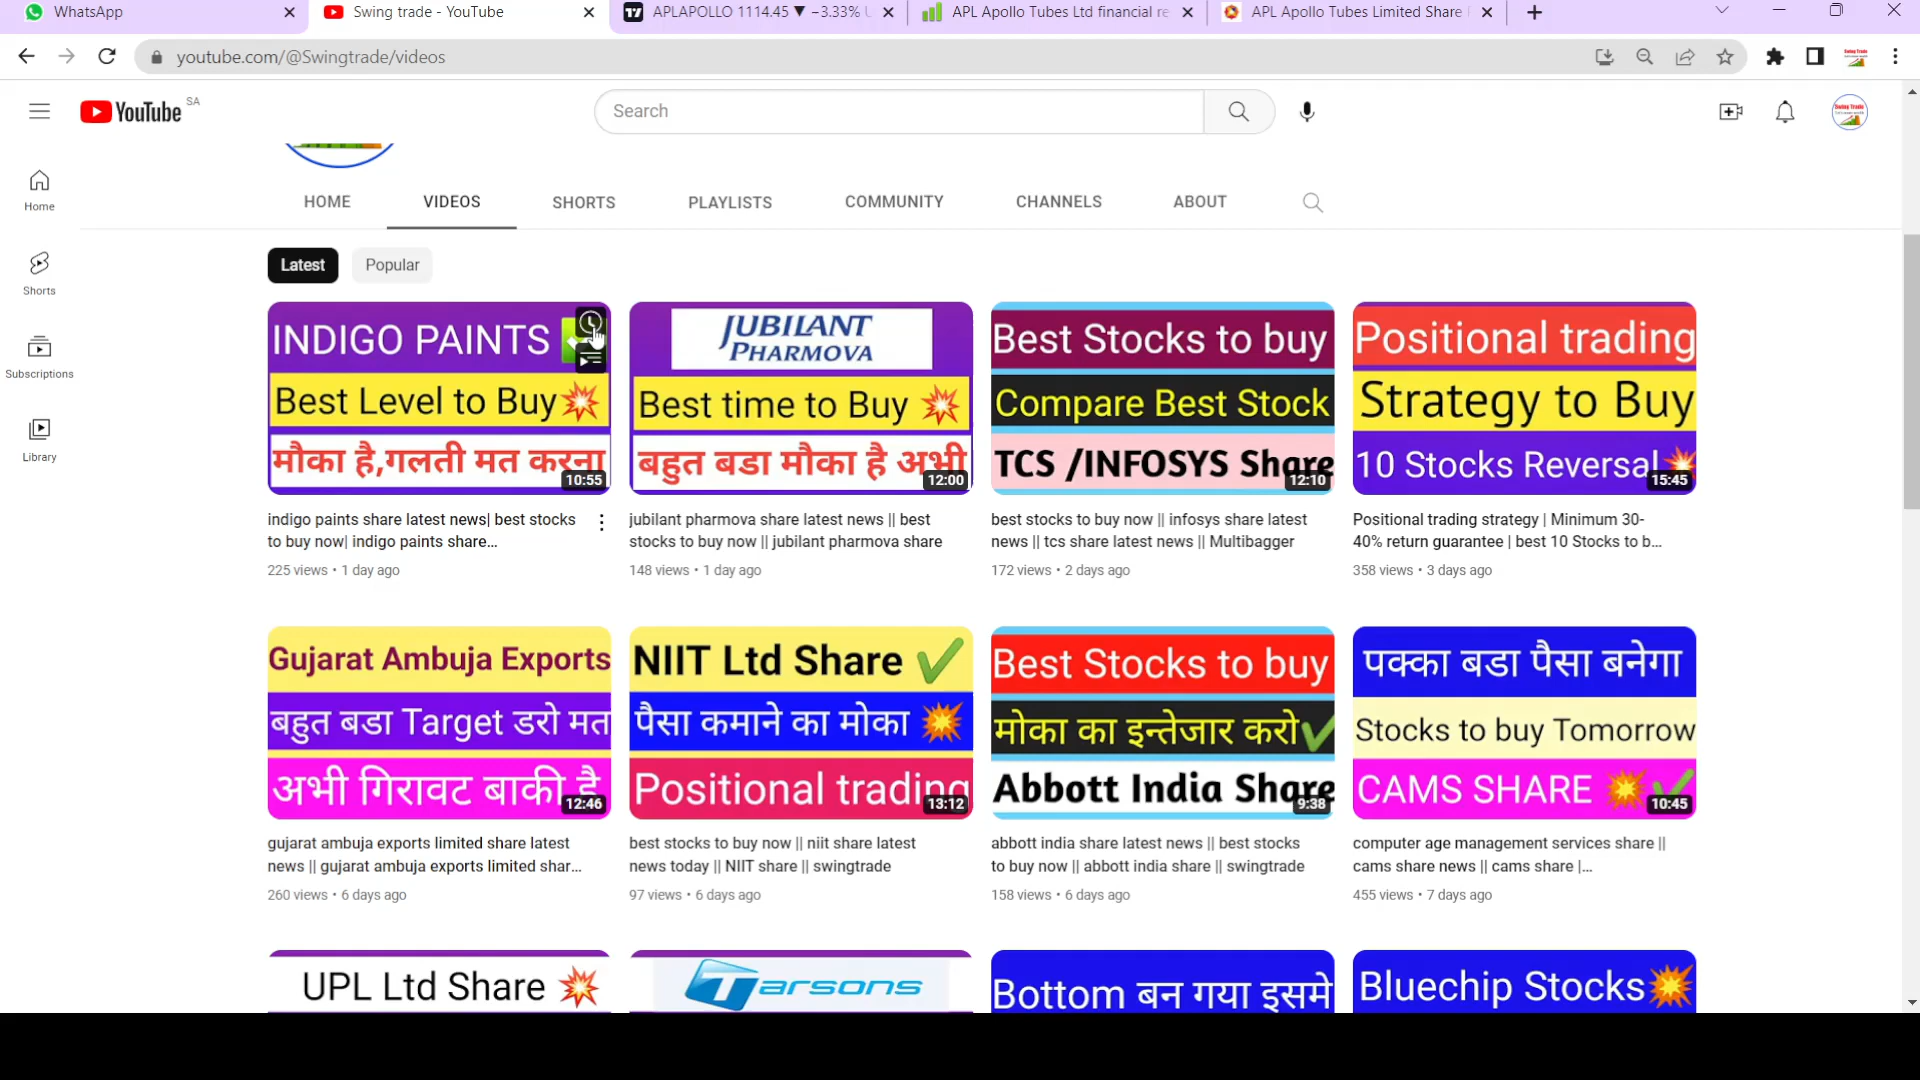 WhatsApp
Swing trade - YouTube
APLAPOLLO 1114.45 ▼ −3.33% U
APL Apollo Tubes Ltd financial re
APL Apollo Tubes Limited Share
youtube.com/@Swingtrade/videos
YouTube SA
Search
Home
Shorts
Subscriptions
Library
HOME
VIDEOS
SHORTS
PLAYLISTS
COMMUNITY
CHANNELS
ABOUT
Latest
Popular
INDIGO PAINTS
Best Level to Buy💥
मौका है,गलती मत करना
10:55
indigo paints share latest news| best stocks
to buy now| indigo paints share...
225 views • 1 day ago
JUBILANT
PHARMOVA
Best time to Buy 💥
बहुत बडा मौका है अभी
12:00
jubilant pharmova share latest news || best
stocks to buy now || jubilant pharmova share
148 views • 1 day ago
Best Stocks to buy
Compare Best Stock
TCS /INFOSYS Share
12:10
best stocks to buy now || infosys share latest
news || tcs share latest news || Multibagger
172 views • 2 days ago
Positional trading
Strategy to Buy
10 Stocks Reversal💥
15:45
Positional trading strategy | Minimum 30-
40% return guarantee | best 10 Stocks to b...
358 views • 3 days ago
Gujarat Ambuja Exports
बहुत बडा Target डरो मत
अभी गिरावट बाकी है
12:46
gujarat ambuja exports limited share latest
news || gujarat ambuja exports limited shar...
260 views • 6 days ago
NIIT Ltd Share ✔
पैसा कमाने का मोका 💥
Positional trading
13:12
best stocks to buy now || niit share latest
news today || NIIT share || swingtrade
97 views • 6 days ago
Best Stocks to buy
मोका का इन्तेजार करो✔
Abbott India Share
9:38
abbott india share latest news || best stocks
to buy now || abbott india share || swingtrade
158 views • 6 days ago
पक्का बडा पैसा बनेगा
Stocks to buy Tomorrow
CAMS SHARE 💥✔
10:45
computer age management services share ||
cams share news || cams share |...
455 views • 7 days ago
UPL Ltd Share 💥
Tarsons
Bottom बन गया इसमे
Bluechip Stocks💥